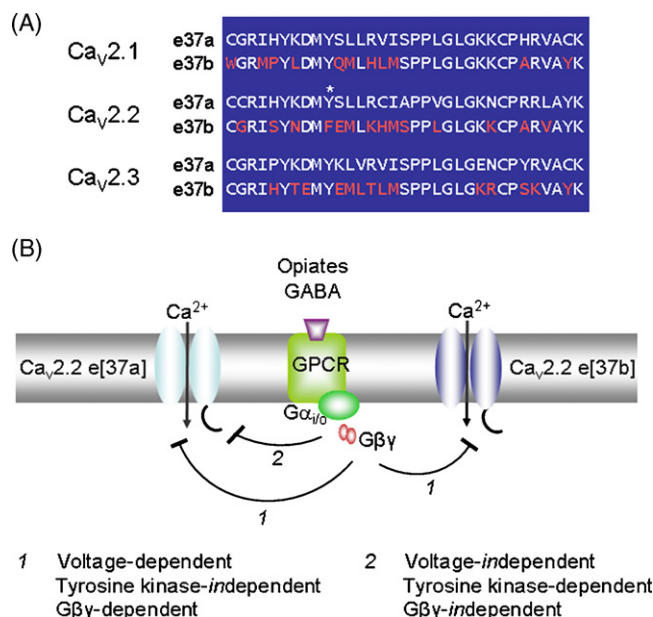 (A)
CaV2.1 e37a CGRIHYKDMYSLLRVISPPLGLGKKCPHRVACK
e37b WGRMPYLDMYQMLHLMSPPLGLGKKCPARVAYK
*
CaV2.2 e37a CCRIHYKDMYSLLRCIAPPVGLGKNCPRRLAYK
e37b CGRISYNDMFEMLKHMSPPLGLGKKCPARVAYK
CaV2.3 e37a CGRIPYKDMYKLVRVISPPLGLGENCPYRVACK
e37b CGRIHYTEMYEMLTLMSPPLGLGKRCPSKVAYK
(B)
Opiates
GABA
Ca2+ Ca2+
CaV2.2 e[37a] GPCR CaV2.2 e[37b]
Gαi/o
Gβγ
2
1
1
1 Voltage-dependent
Tyrosine kinase-independent
Gβγ-dependent
2 Voltage-independent
Tyrosine kinase-dependent
Gβγ-independent